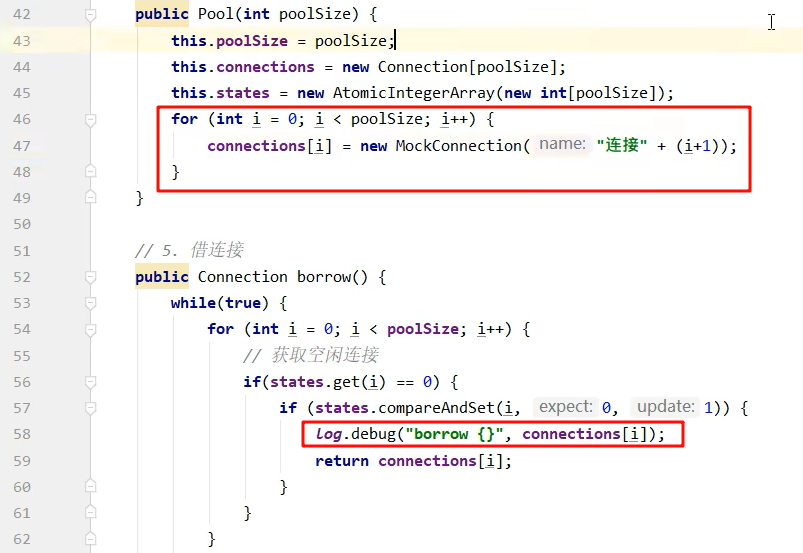 42 public Pool(int poolSize) {
43 this.poolSize = poolSize;
44 this.connections = new Connection[poolSize];
45 this.states = new AtomicIntegerArray(new int[poolSize]);
46 for (int i = 0; i < poolSize; i++) {
47 connections[i] = new MockConnection( name: "连接" + (i+1));
48 }
49 }
50
51 // 5. 借连接
52 public Connection borrow() {
53 while(true) {
54 for (int i = 0; i < poolSize; i++) {
55 // 获取空闲连接
56 if(states.get(i) == 0) {
57 if (states.compareAndSet(i, expect: 0, update: 1)) {
58 log.debug("borrow {}", connections[i]);
59 return connections[i];
60 }
61 }
62 }